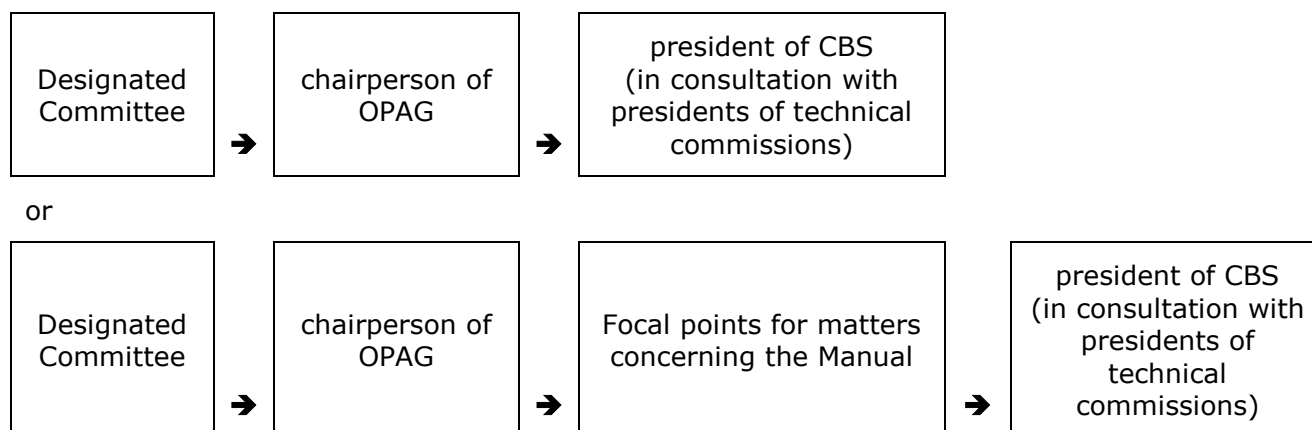 Designated
Committee
➔
chairperson of
OPAG
➔
president of CBS
(in consultation with
presidents of technical
commissions)
or
Designated
Committee
➔
chairperson of
OPAG
➔
Focal points for matters
concerning the Manual
➔
president of CBS
(in consultation with
presidents of
technical
commissions)